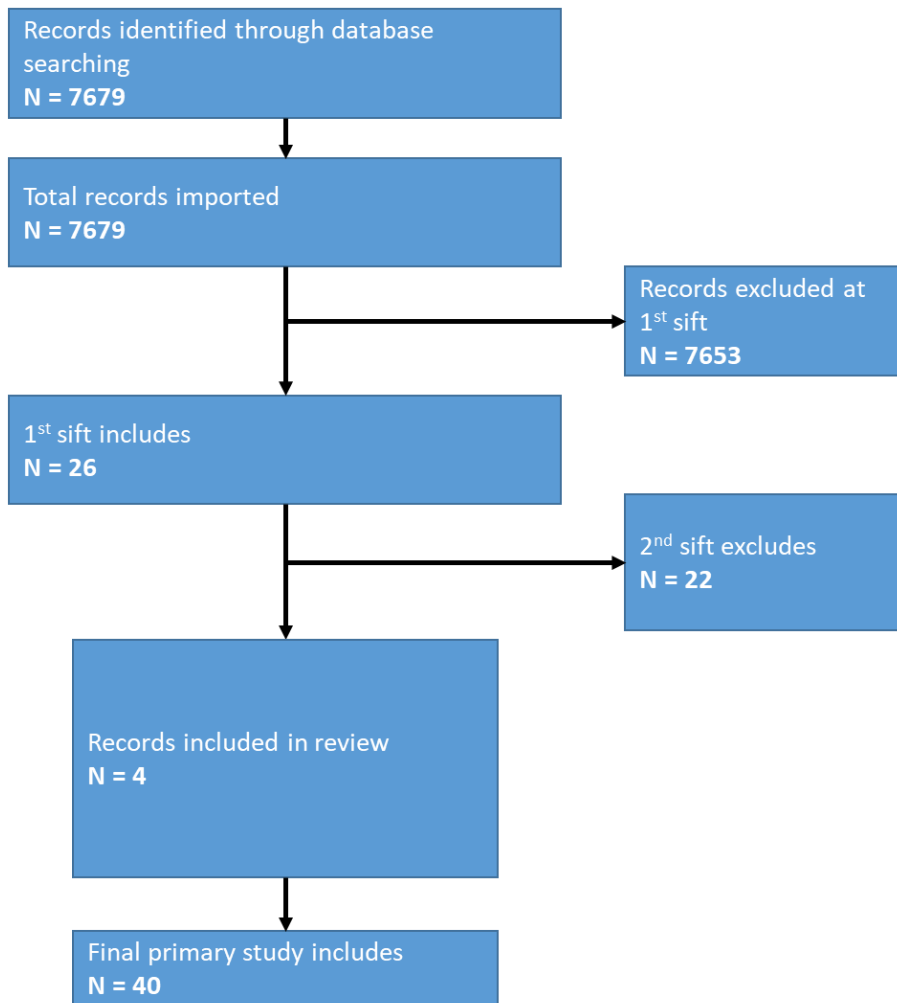 Records identified through database
searching
N = 7679
Total records imported
N = 7679
Records excluded at
1st sift
N = 7653
1st sift includes
N = 26
2nd sift excludes
N = 22
Records included in review
N = 4
Final primary study includes
N = 40